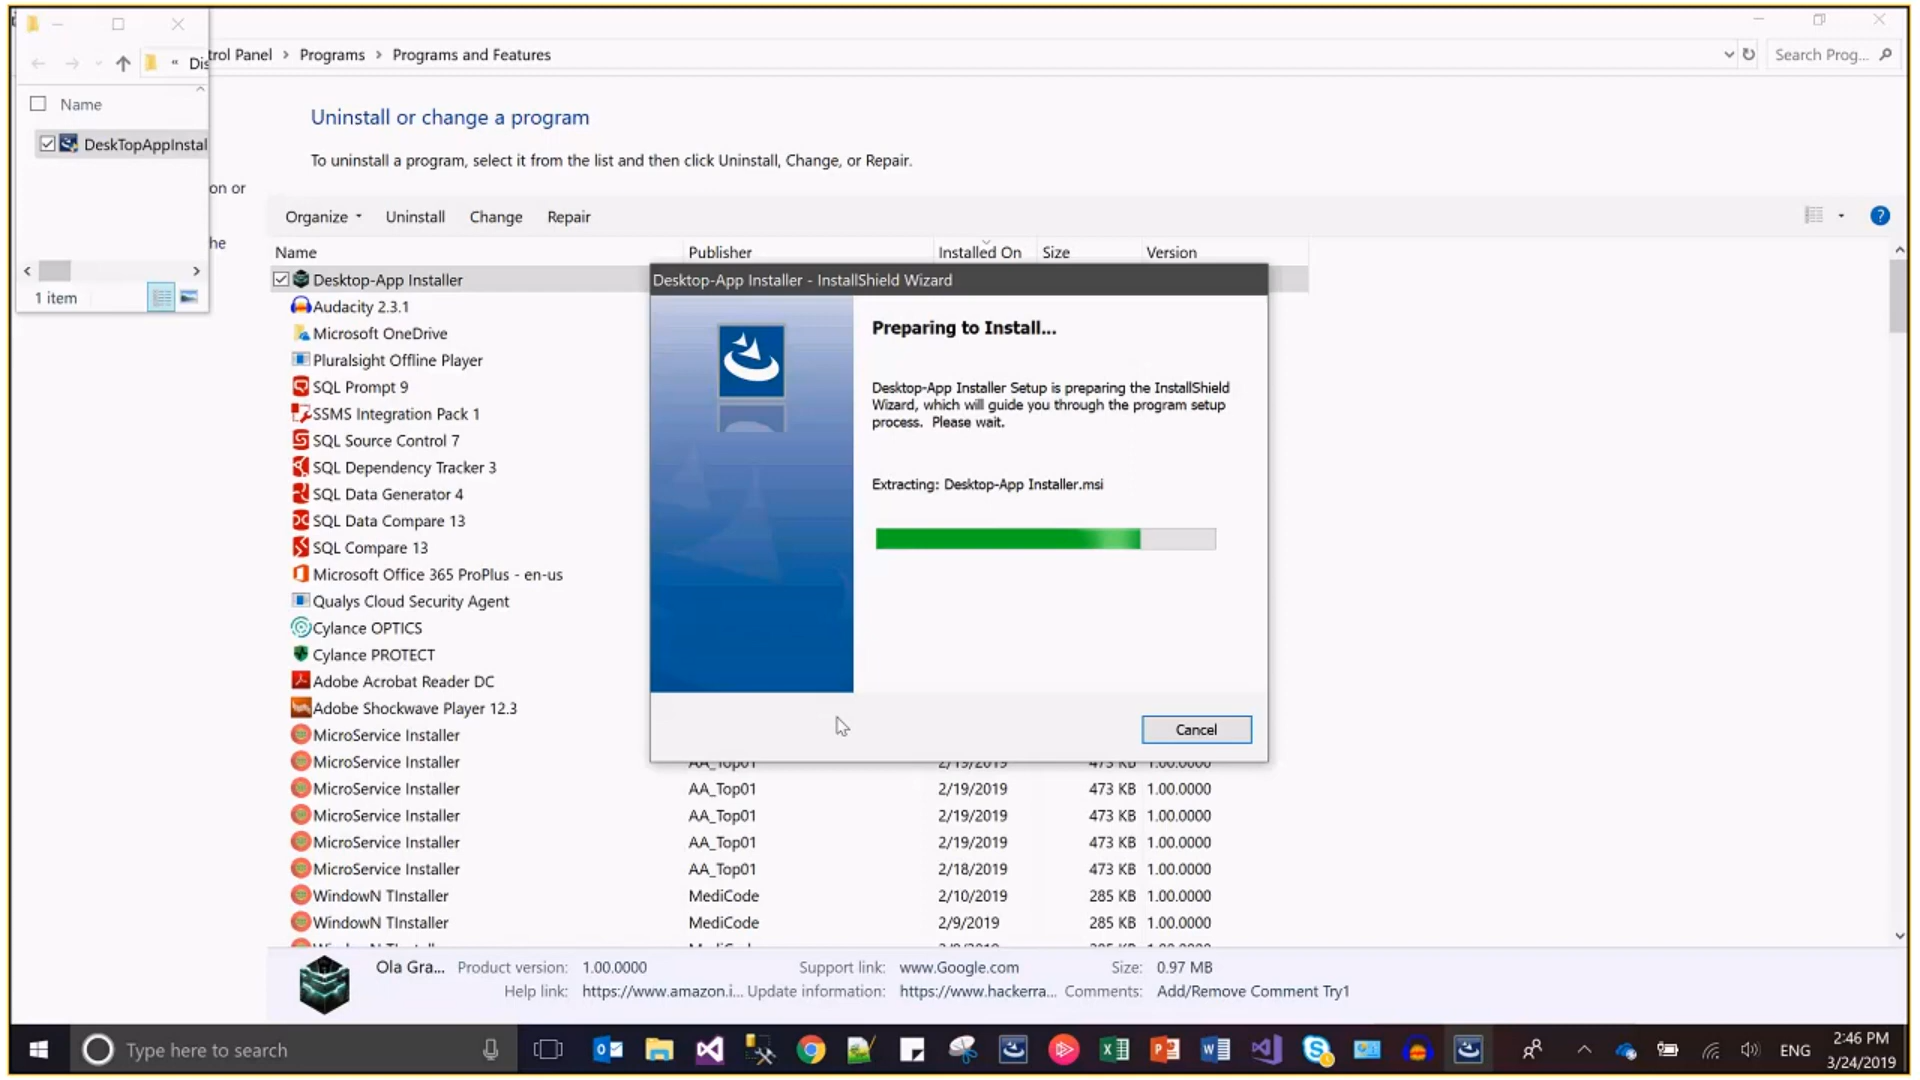 « Dis
trol Panel > Programs > Programs and Features
Search Prog...
Name
DeskTopAppInstal
on or
he
1 item
Uninstall or change a program
To uninstall a program, select it from the list and then click Uninstall, Change, or Repair.
Organize Uninstall Change Repair
Name Publisher Installed On Size Version
Desktop-App Installer
Audacity 2.3.1
Microsoft OneDrive
Pluralsight Offline Player
SQL Prompt 9
SSMS Integration Pack 1
SQL Source Control 7
SQL Dependency Tracker 3
SQL Data Generator 4
SQL Data Compare 13
SQL Compare 13
Microsoft Office 365 ProPlus - en-us
Qualys Cloud Security Agent
Cylance OPTICS
Cylance PROTECT
Adobe Acrobat Reader DC
Adobe Shockwave Player 12.3
MicroService Installer
MicroService Installer AA_Top01 2/19/2019 473 KB 1.00.0000
MicroService Installer AA_Top01 2/19/2019 473 KB 1.00.0000
MicroService Installer AA_Top01 2/19/2019 473 KB 1.00.0000
MicroService Installer AA_Top01 2/19/2019 473 KB 1.00.0000
MicroService Installer AA_Top01 2/18/2019 473 KB 1.00.0000
WindowN TInstaller MediCode 2/10/2019 285 KB 1.00.0000
WindowN TInstaller MediCode 2/9/2019 285 KB 1.00.0000
Desktop-App Installer - InstallShield Wizard
Preparing to Install...
Desktop-App Installer Setup is preparing the InstallShield
Wizard, which will guide you through the program setup
process. Please wait.
Extracting: Desktop-App Installer.msi
Cancel
Ola Gra... Product version: 1.00.0000 Support link: www.Google.com Size: 0.97 MB
Help link: https://www.amazon.i... Update information: https://www.hackerra... Comments: Add/Remove Comment Try1
Type here to search
ENG
2:46 PM
3/24/2019